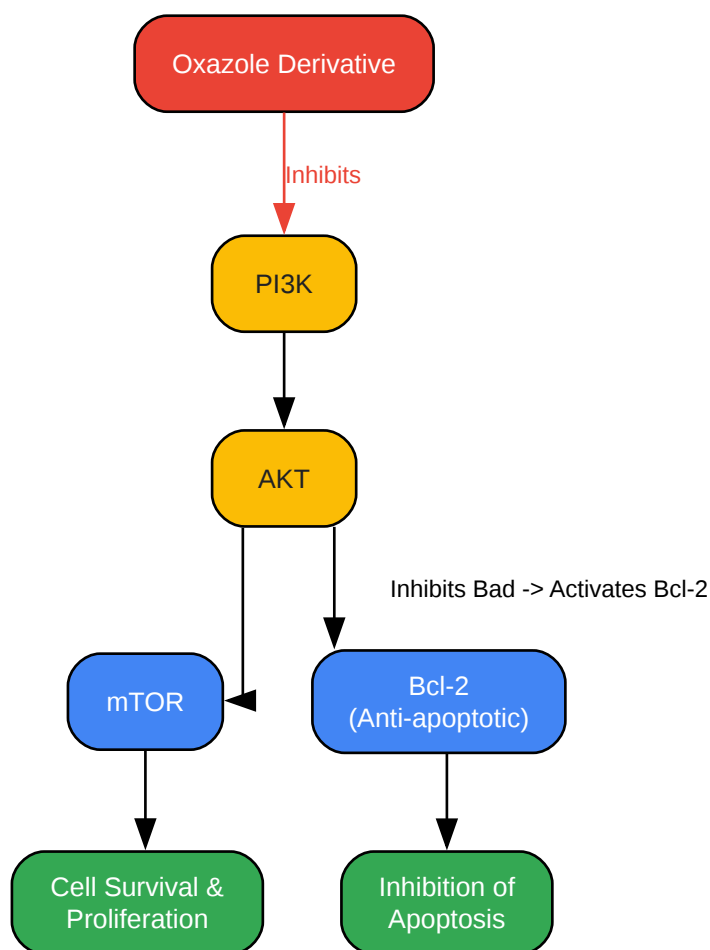 Oxazole Derivative
Inhibits
PI3K
AKT
Inhibits Bad -> Activates Bcl-2
mTOR
Bcl-2
(Anti-apoptotic)
Cell Survival &
Proliferation
Inhibition of
Apoptosis